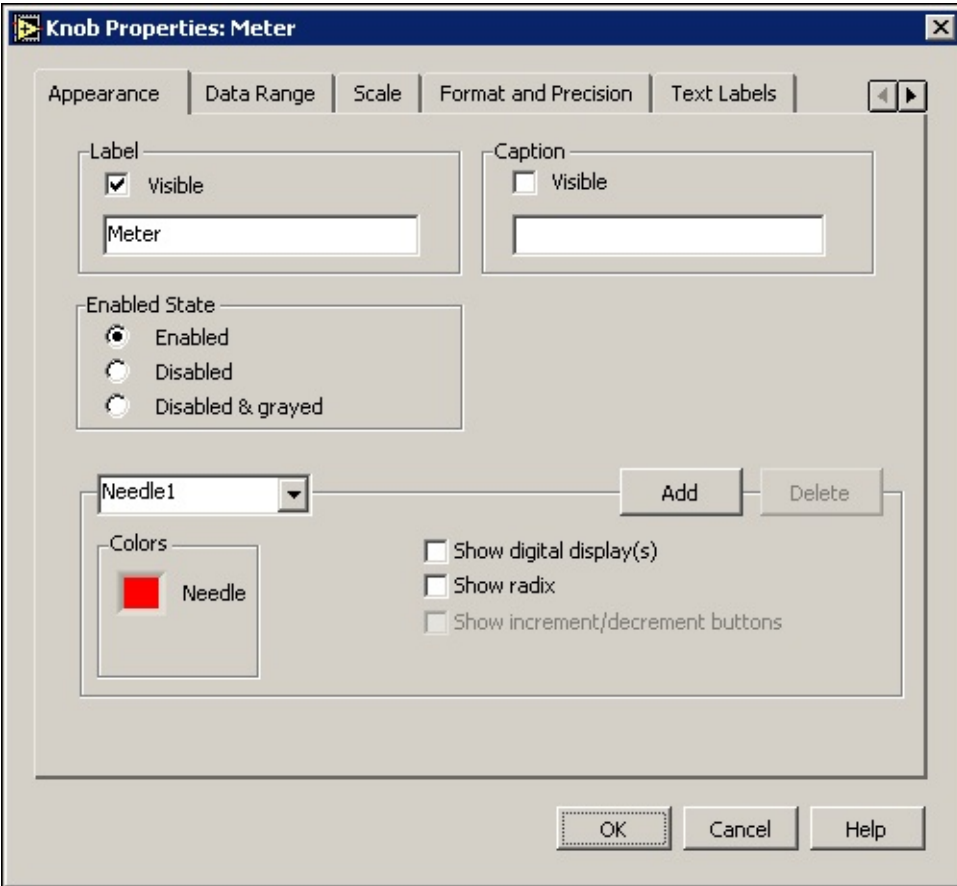 Knob Properties: Meter
Appearance Data Range Scale Format and Precision Text Labels
Label
Visible
Meter
Caption
Visible
Enabled State
Enabled
Disabled
Disabled & grayed
Needle1
Add Delete
Colors
Needle
Show digital display(s)
Show radix
Show increment/decrement buttons
OK Cancel Help